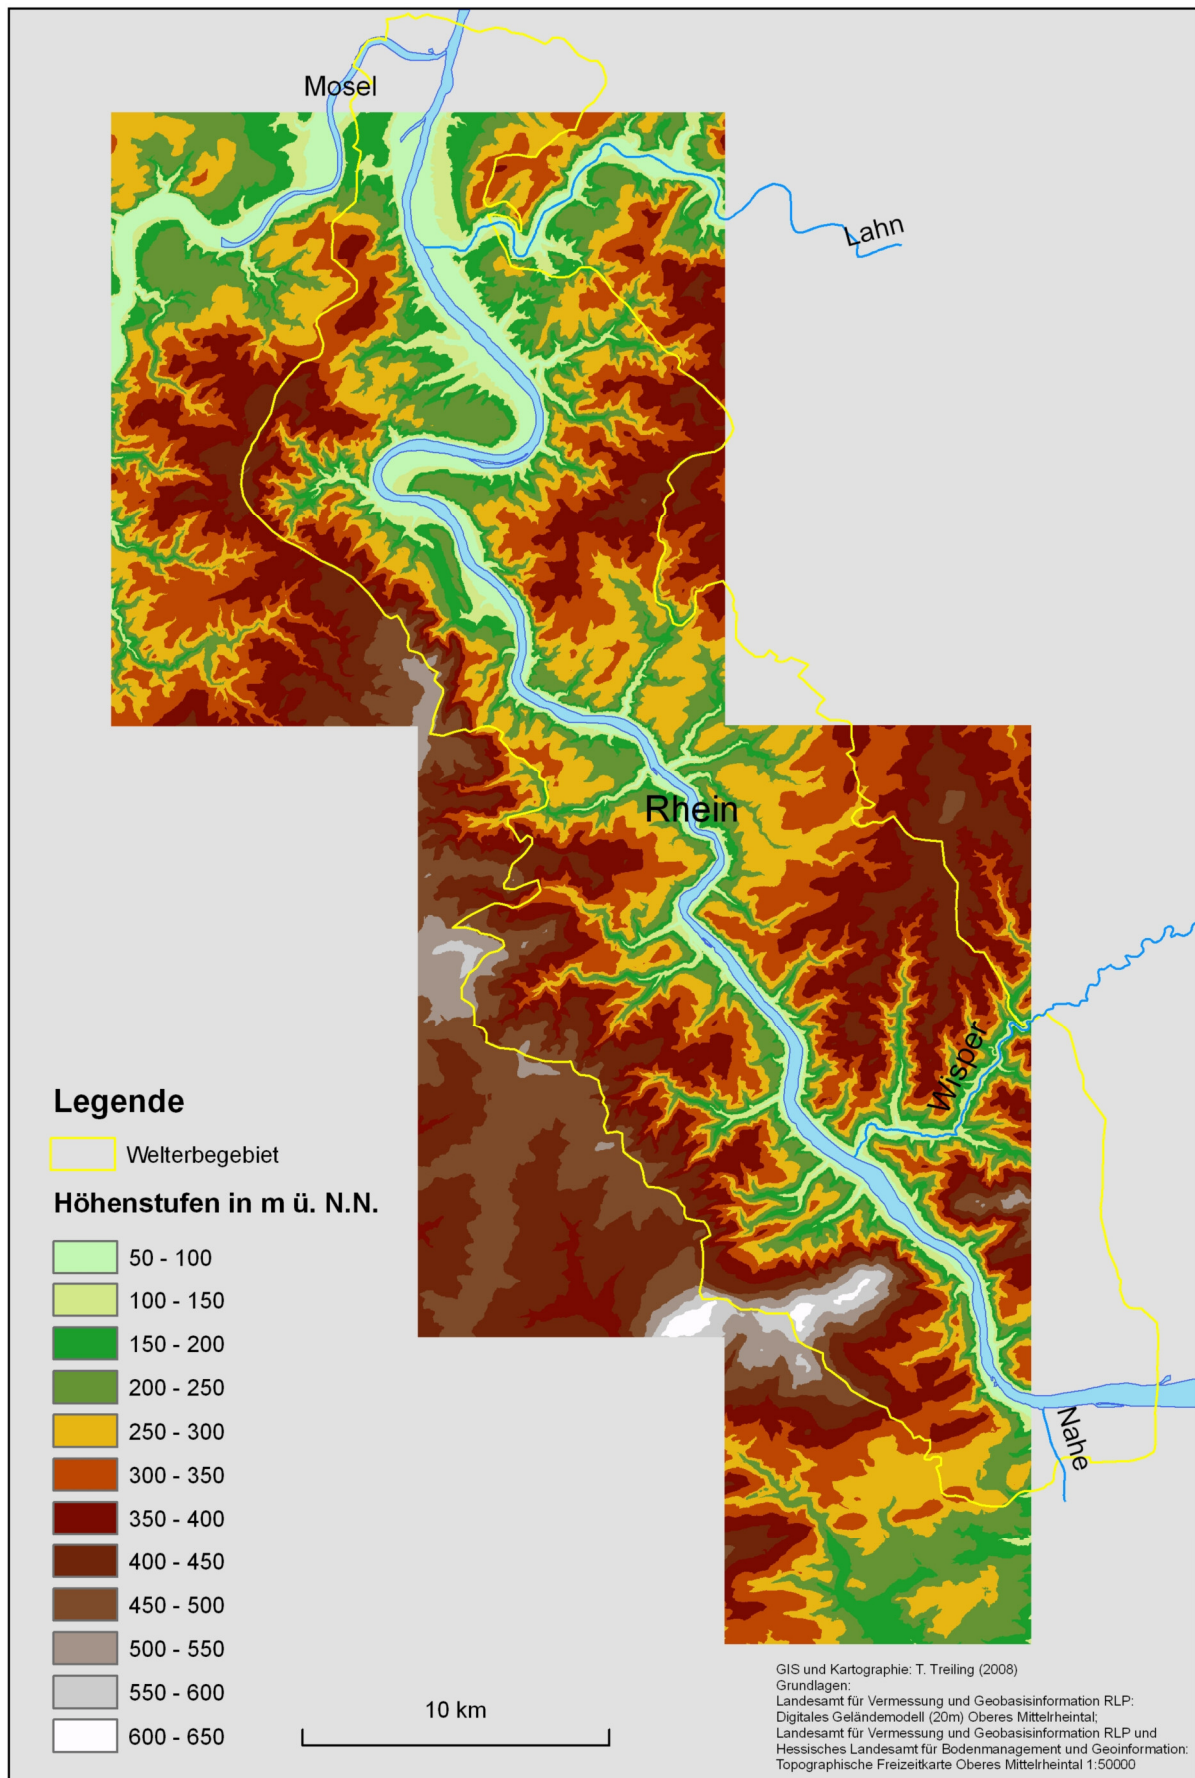 Mosel
Lahn
Rhein
Wisper
Nahe
Legende
Welterbegebiet
Höhenstufen in m ü. N.N.
50 - 100
100 - 150
150 - 200
200 - 250
250 - 300
300 - 350
350 - 400
400 - 450
450 - 500
500 - 550
550 - 600
600 - 650
10 km
GIS und Kartographie: T. Treiling (2008)
Grundlagen:
Landesamt für Vermessung und Geobasisinformation RLP:
Digitales Geländemodell (20m) Oberes Mittelrheintal;
Landesamt für Vermessung und Geobasisinformation RLP und
Hessisches Landesamt für Bodenmanagement und Geoinformation:
Topographische Freizeitkarte Oberes Mittelrheintal 1:50000